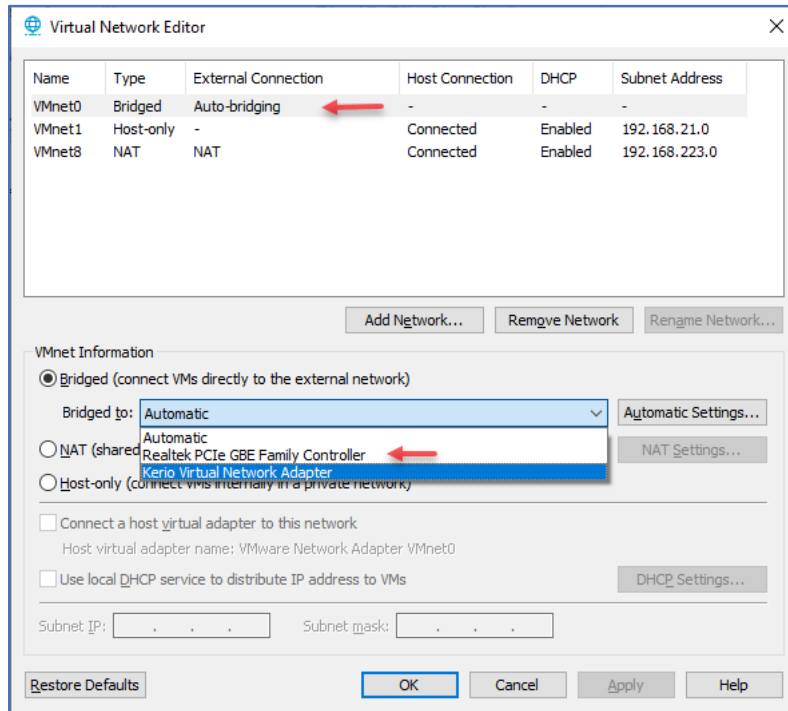 Virtual Network Editor
Name Type External Connection Host Connection DHCP Subnet Address
VMnet0 Bridged Auto-bridging - - -
VMnet1 Host-only - Connected Enabled 192.168.21.0
VMnet8 NAT NAT Connected Enabled 192.168.223.0
Add Network... Remove Network Rename Network...
VMnet Information
Bridged (connect VMs directly to the external network)
Bridged to: Automatic Automatic Settings...
Automatic
Realtek PCIe GBE Family Controller
NAT (shared NAT Settings...
Kerio Virtual Network Adapter
Host-only (connect VMs internally in a private network)
Connect a host virtual adapter to this network
Host virtual adapter name: VMware Network Adapter VMnet0
Use local DHCP service to distribute IP address to VMs DHCP Settings...
Subnet IP: . . . Subnet mask: . . .
Restore Defaults OK Cancel Apply Help